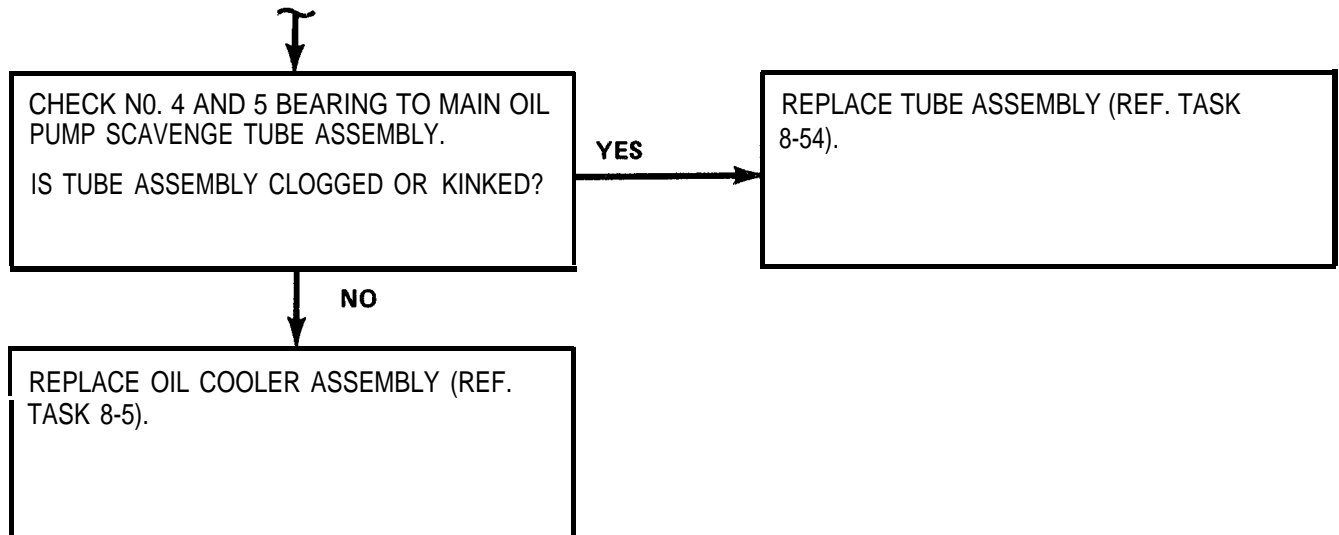 CHECK N0. 4 AND 5 BEARING TO MAIN OIL
PUMP SCAVENGE TUBE ASSEMBLY.
IS TUBE ASSEMBLY CLOGGED OR KINKED?
YES
REPLACE TUBE ASSEMBLY (REF. TASK
8-54).
NO
REPLACE OIL COOLER ASSEMBLY (REF.
TASK 8-5).